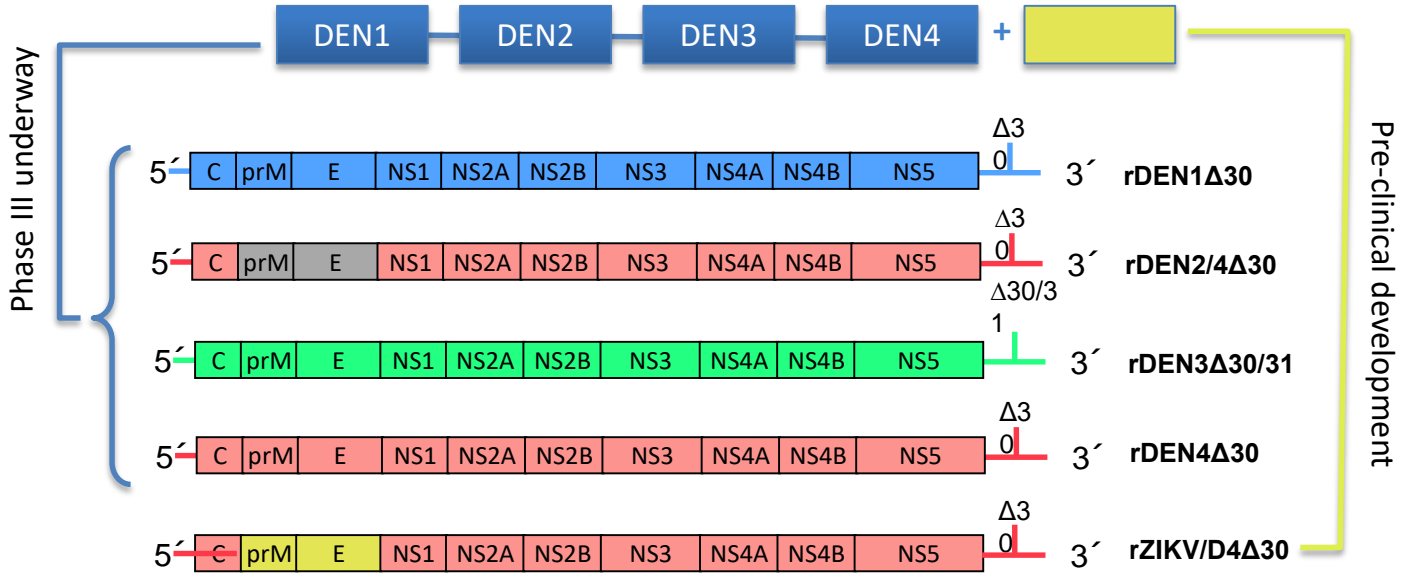 DEN1 DEN2 DEN3 DEN4 +
Phase III underway
Pre-clinical development
Δ3
0
5´ C prM E NS1 NS2A NS2B NS3 NS4A NS4B NS5 3´ rDEN1Δ30
Δ3
0
5´ C prM E NS1 NS2A NS2B NS3 NS4A NS4B NS5 3´ rDEN2/4Δ30
Δ30/3
1
5´ C prM E NS1 NS2A NS2B NS3 NS4A NS4B NS5 3´ rDEN3Δ30/31
Δ3
0
5´ C prM E NS1 NS2A NS2B NS3 NS4A NS4B NS5 3´ rDEN4Δ30
Δ3
0
5´ C prM E NS1 NS2A NS2B NS3 NS4A NS4B NS5 3´ rZIKV/D4Δ30